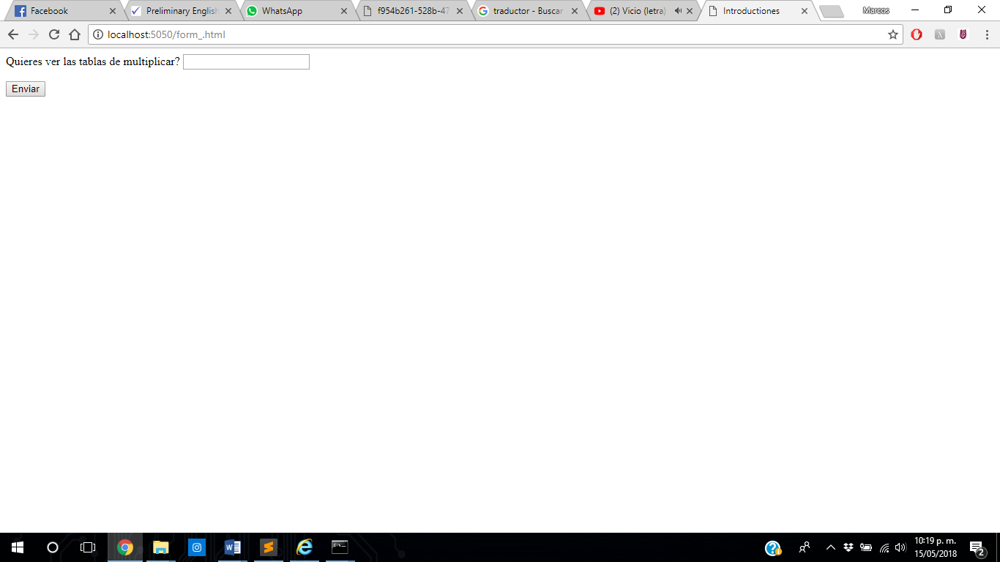 Facebook
Preliminary English
WhatsApp
f954b261-528b-47
traductor - Buscar
(2) Vicio (letra)
Introductiones
Marcos
localhost:5050/form_.html
Quieres ver las tablas de multiplicar?
Enviar
10:19 p. m.
15/05/2018
2